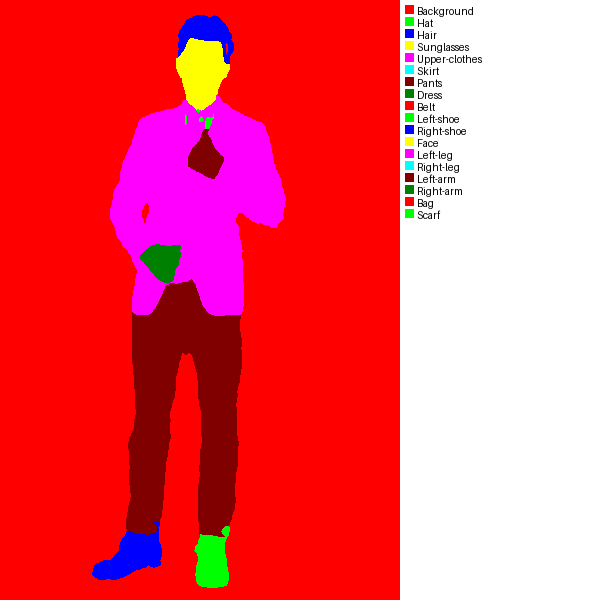 Background
Hat
Hair
Sunglasses
Upper-clothes
Skirt
Pants
Dress
Belt
Left-shoe
Right-shoe
Face
Left-leg
Right-leg
Left-arm
Right-arm
Bag
Scarf